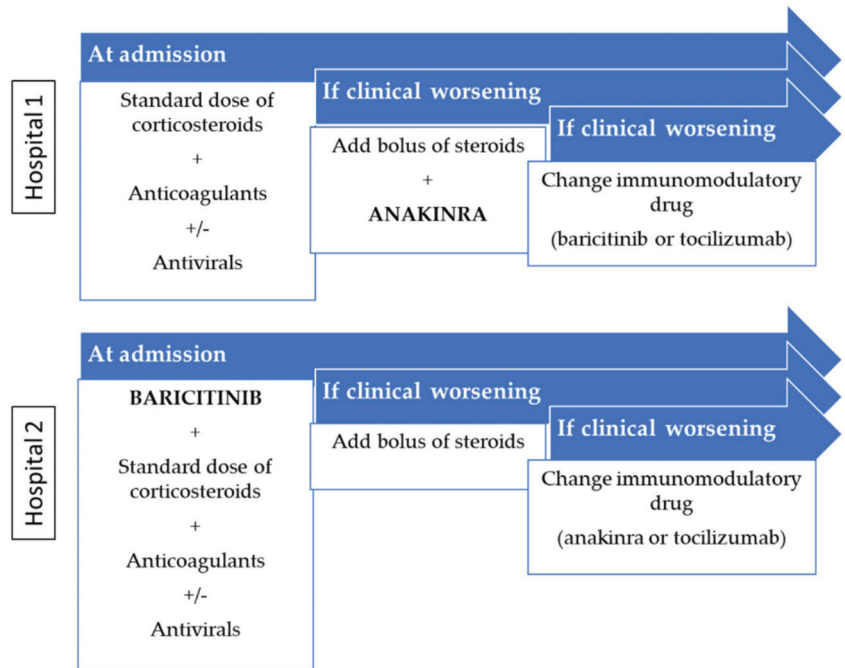 Hospital 1
At admission
Standard dose of
corticosteroids
+
Anticoagulants
+/-
Antivirals
If clinical worsening
Add bolus of steroids
+
ANAKINRA
If clinical worsening
Change immunomodulatory
drug
(baricitinib or tocilizumab)
Hospital 2
At admission
BARICITINIB
+
Standard dose of
corticosteroids
+
Anticoagulants
+/-
Antivirals
If clinical worsening
Add bolus of steroids
If clinical worsening
Change immunomodulatory
drug
(anakinra or tocilizumab)